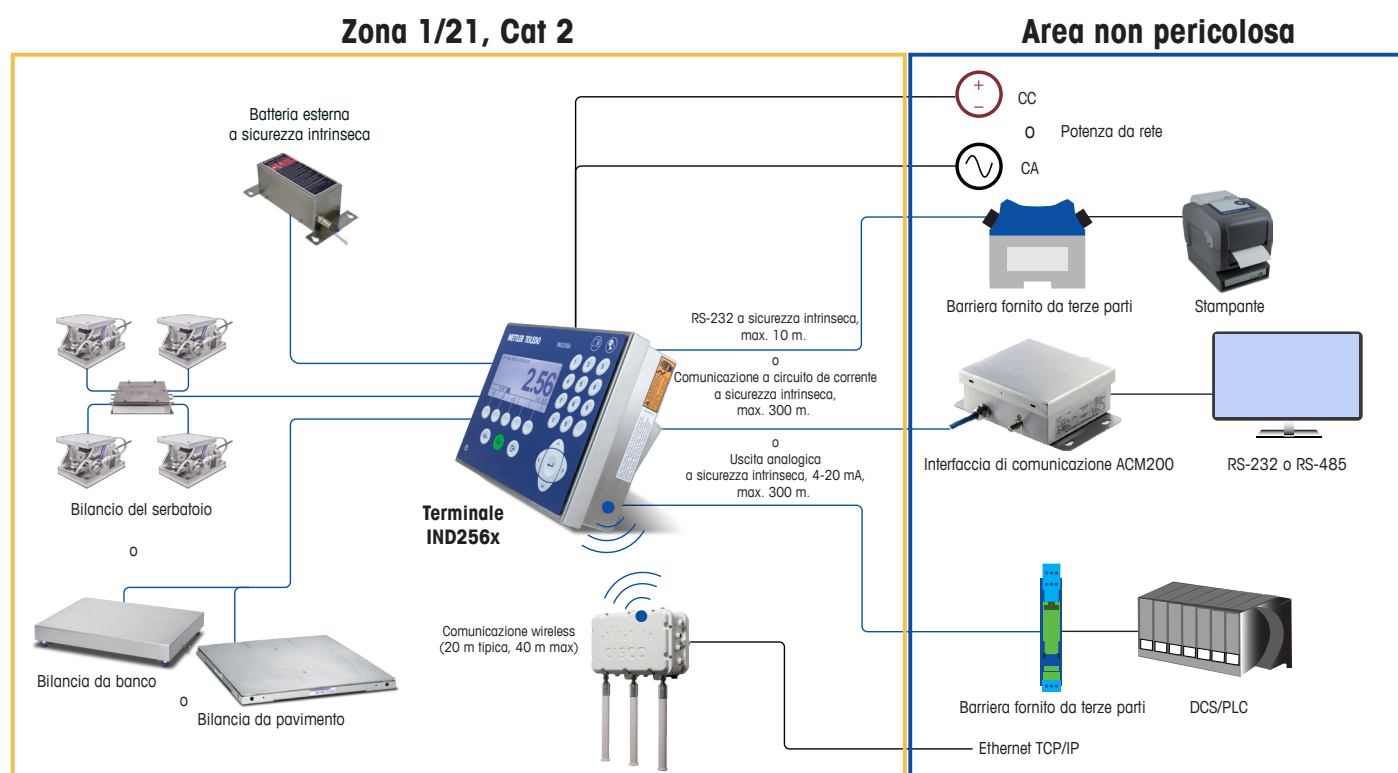 Zona 1/21, Cat 2
Area non pericolosa
Batteria esterna
a sicurezza intrinseca
CC
o
Potenza da rete
CA
Barriera fornito da terze parti
Stampante
RS-232 a sicurezza intrinseca,
max. 10 m.
o
Comunicazione a circuito de corrente
a sicurezza intrinseca,
max. 300 m.
o
Uscita analogica
a sicurezza intrinseca, 4-20 mA,
max. 300 m.
METTLER TOLEDO
IND256x
2.56
Interfaccia di comunicazione ACM200
RS-232 o RS-485
Bilancio del serbatoio
o
Terminale
IND256x
Comunicazione wireless
(20 m tipica, 40 m max)
CISCO
Bilancia da banco
o
Bilancia da pavimento
Barriera fornito da terze parti
DCS/PLC
Ethernet TCP/IP